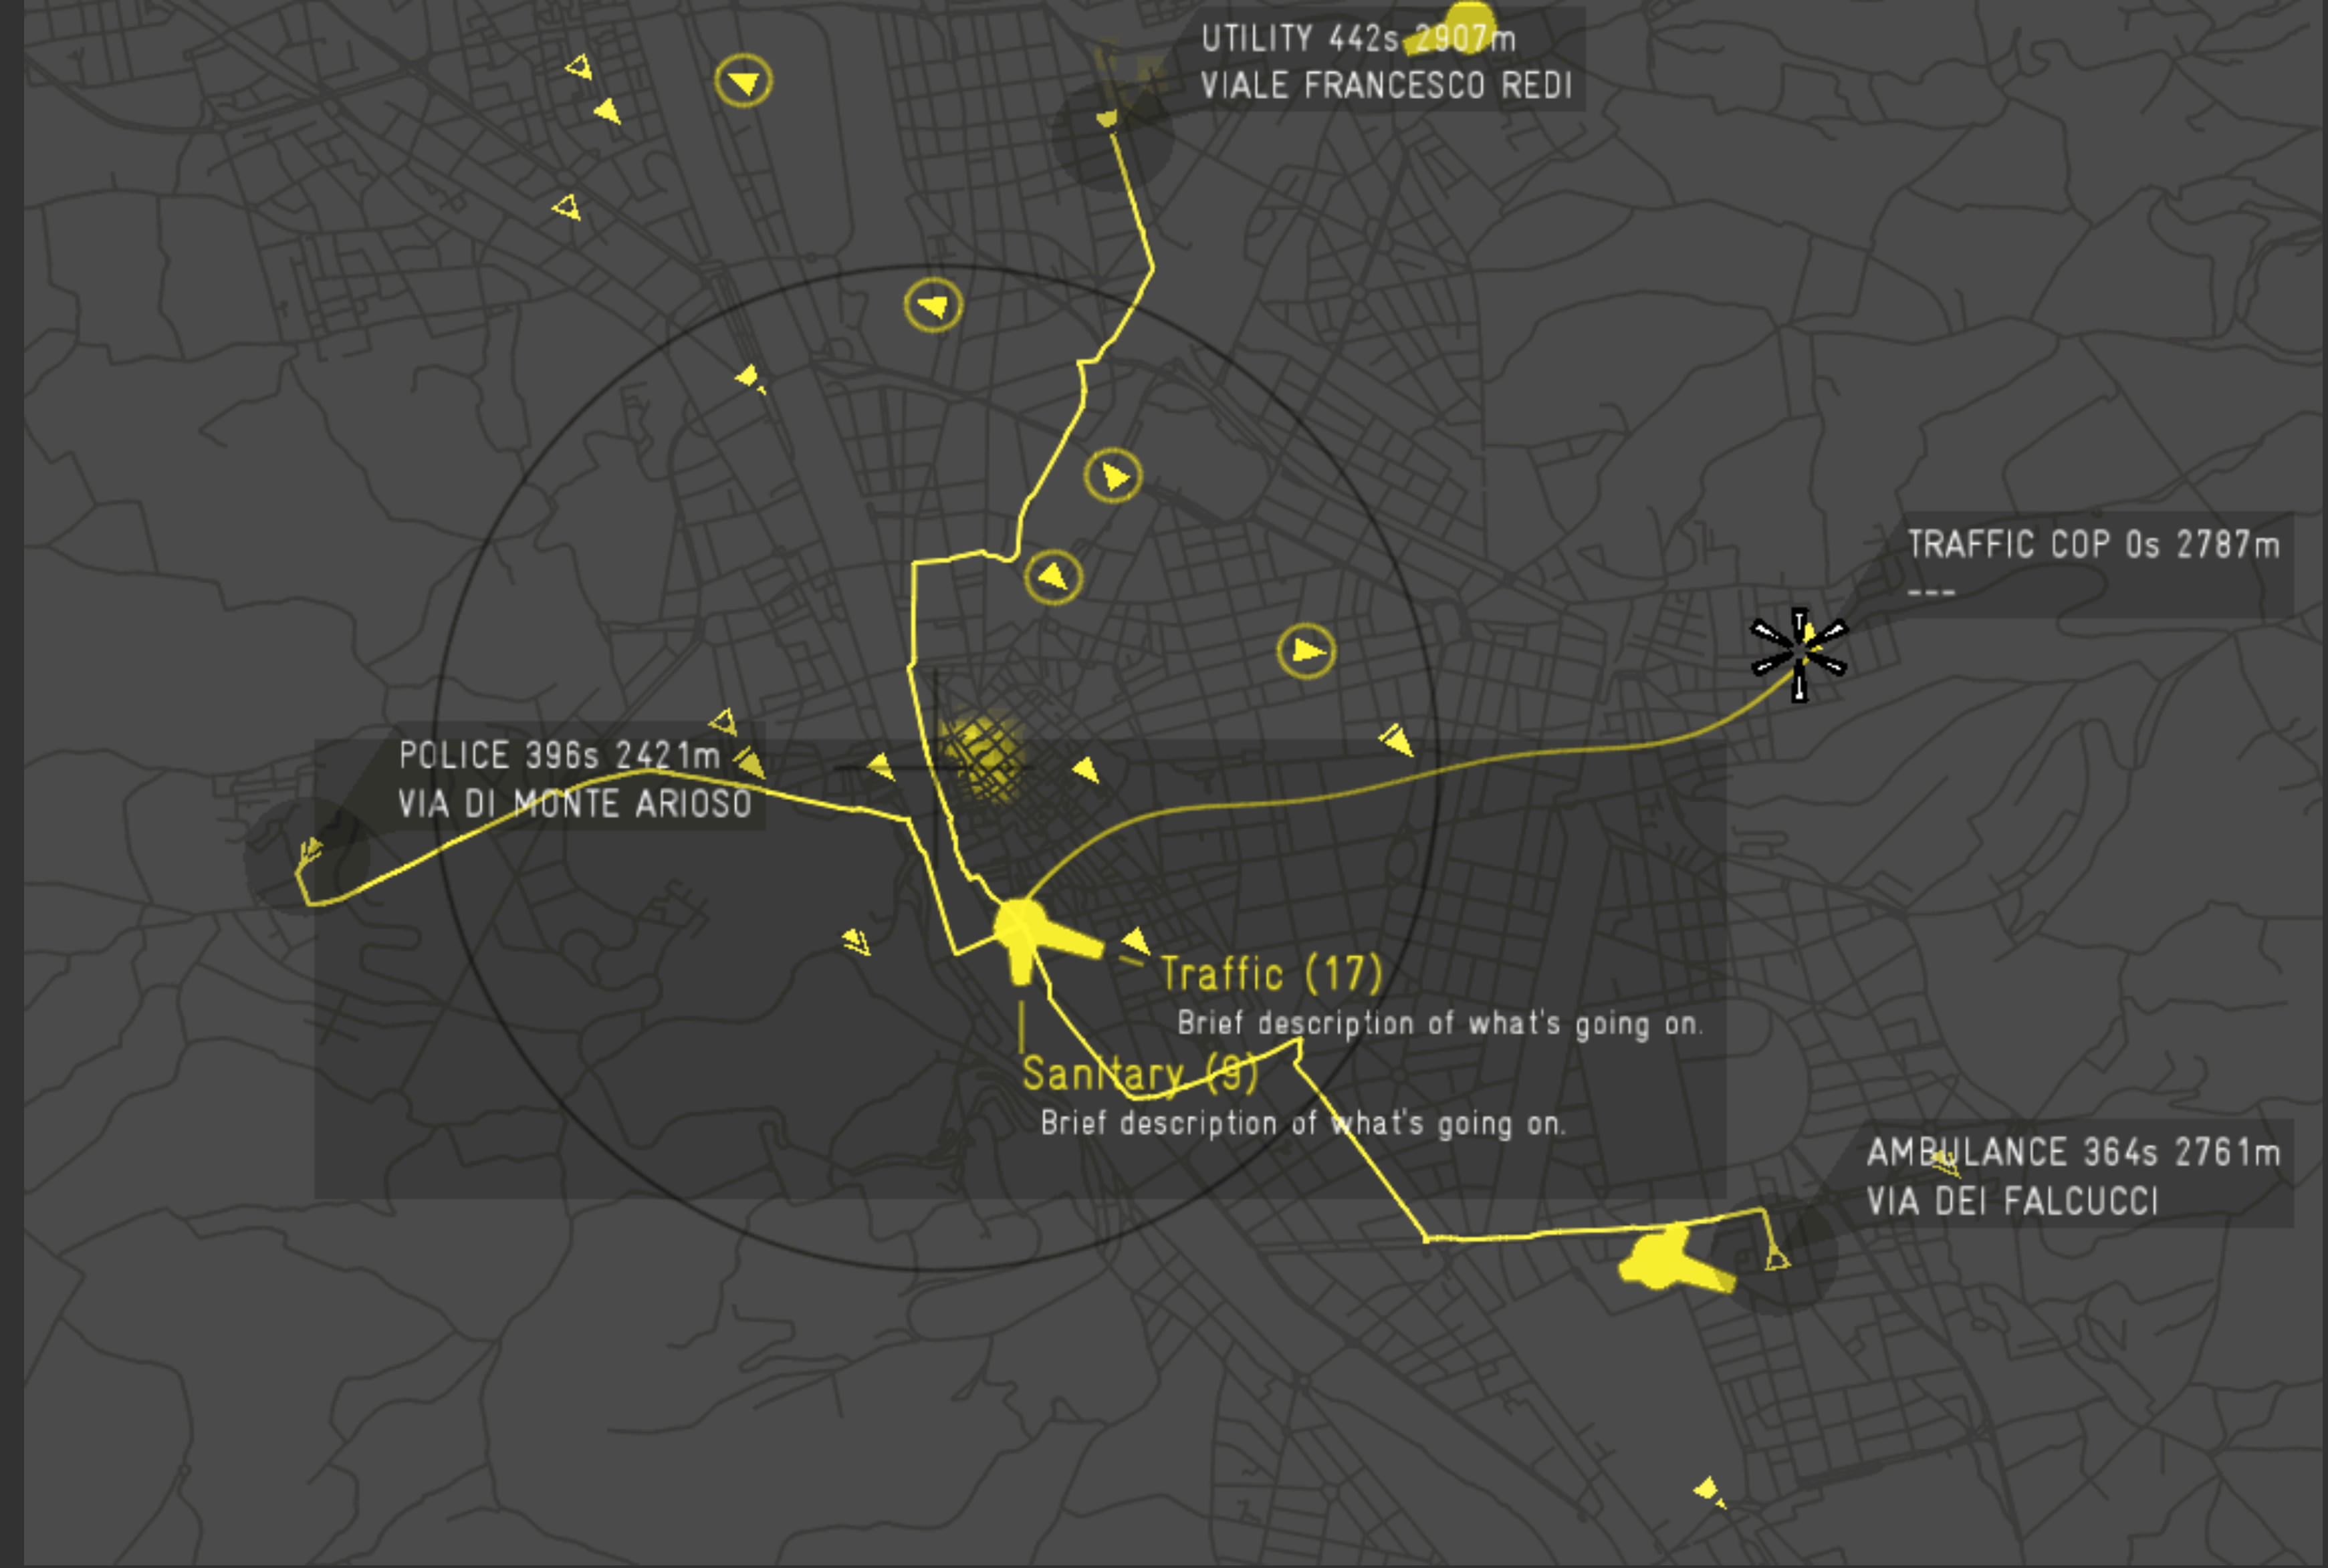 UTILITY 442s 2907m
VIALE FRANCESCO REDI
TRAFFIC COP 0s 2787m
---
POLICE 396s 2421m
VIA DI MONTE ARIOSO
Traffic (17)
Brief description of what's going on.
Sanitary (9)
Brief description of what's going on.
AMBULANCE 364s 2761m
VIA DEI FALCUCCI